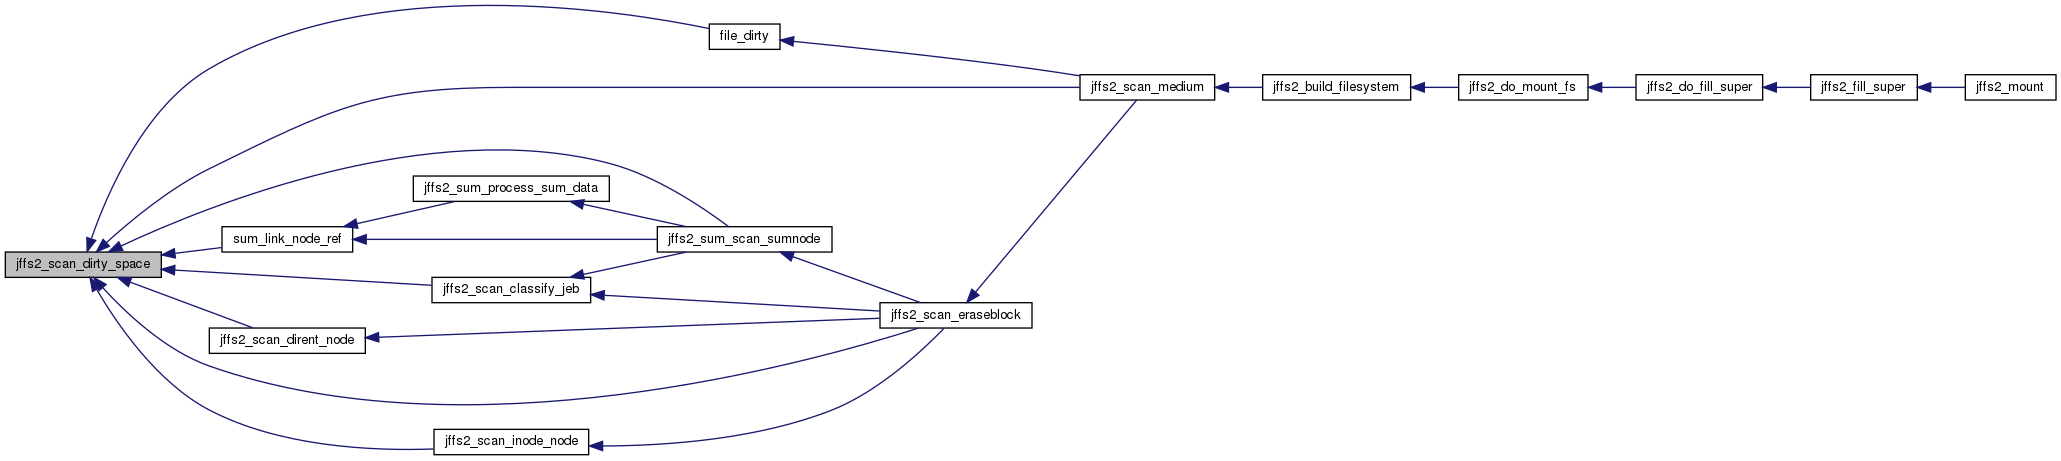 file_dirty
jffs2_scan_medium
jffs2_build_filesystem
jffs2_do_mount_fs
jffs2_do_fill_super
jffs2_fill_super
jffs2_mount
jffs2_sum_process_sum_data
sum_link_node_ref
jffs2_sum_scan_sumnode
jffs2_scan_dirty_space
jffs2_scan_classify_jeb
jffs2_scan_eraseblock
jffs2_scan_dirent_node
jffs2_scan_inode_node